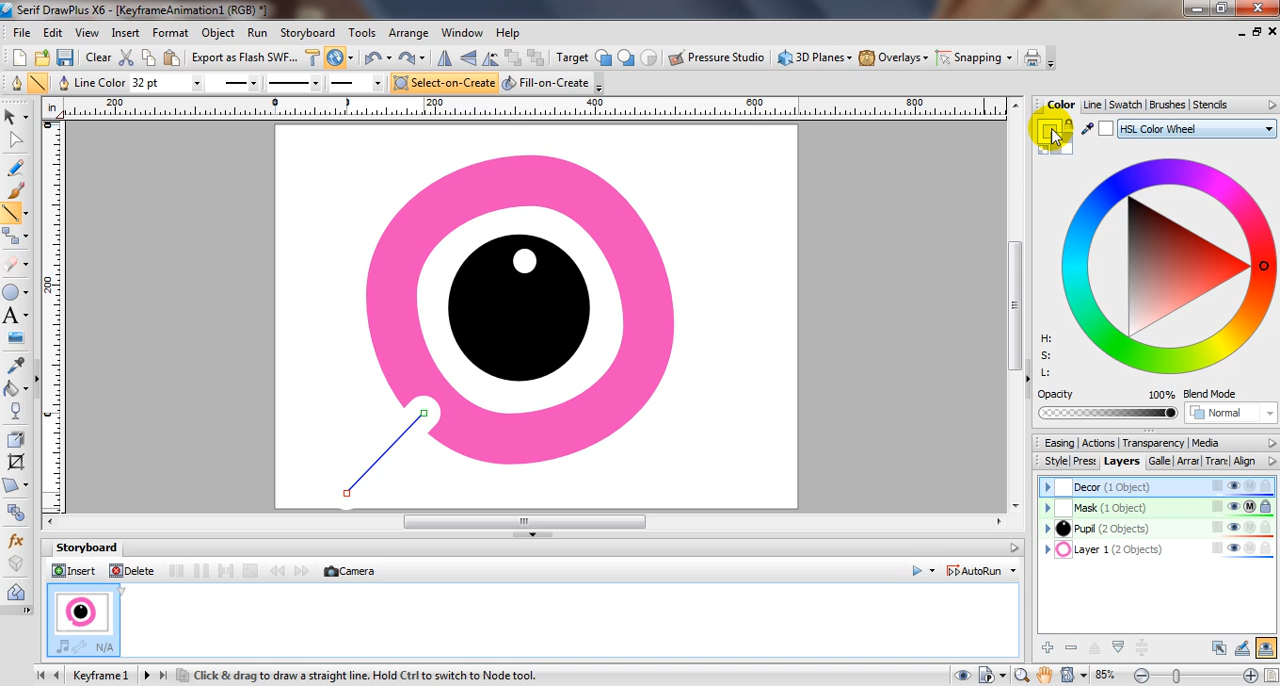 Serif DrawPlus X6 - [KeyframeAnimation1 (RGB) *]
File Edit View Insert Format Object Run Storyboard Tools Arrange Window Help
Clear Export as Flash SWF... Target Pressure Studio 3D Planes Overlays Snapping
Line Color 32 pt Select-on-Create Fill-on-Create
in 200 0 200 400 600 800
200
Color Line Swatch Brushes Stencils
HSL Color Wheel
H:
S:
L:
Opacity 100% Blend Mode
Normal
Easing Actions Transparency Media
Style Pres: Layers Galle Arrar Tran: Align
Decor (1 Object)
Mask (1 Object)
Pupil (2 Objects)
Layer 1 (2 Objects)
Storyboard
Insert Delete Camera AutoRun
N/A
Keyframe 1 Click & drag to draw a straight line. Hold Ctrl to switch to Node tool. 85%